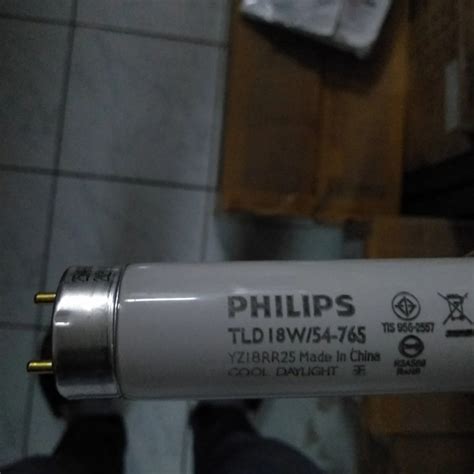 PHILIPS
TLD 18W/54-765
YZ18RR25 Made in China
COOL DAYLIGHT
TIS 956-2557